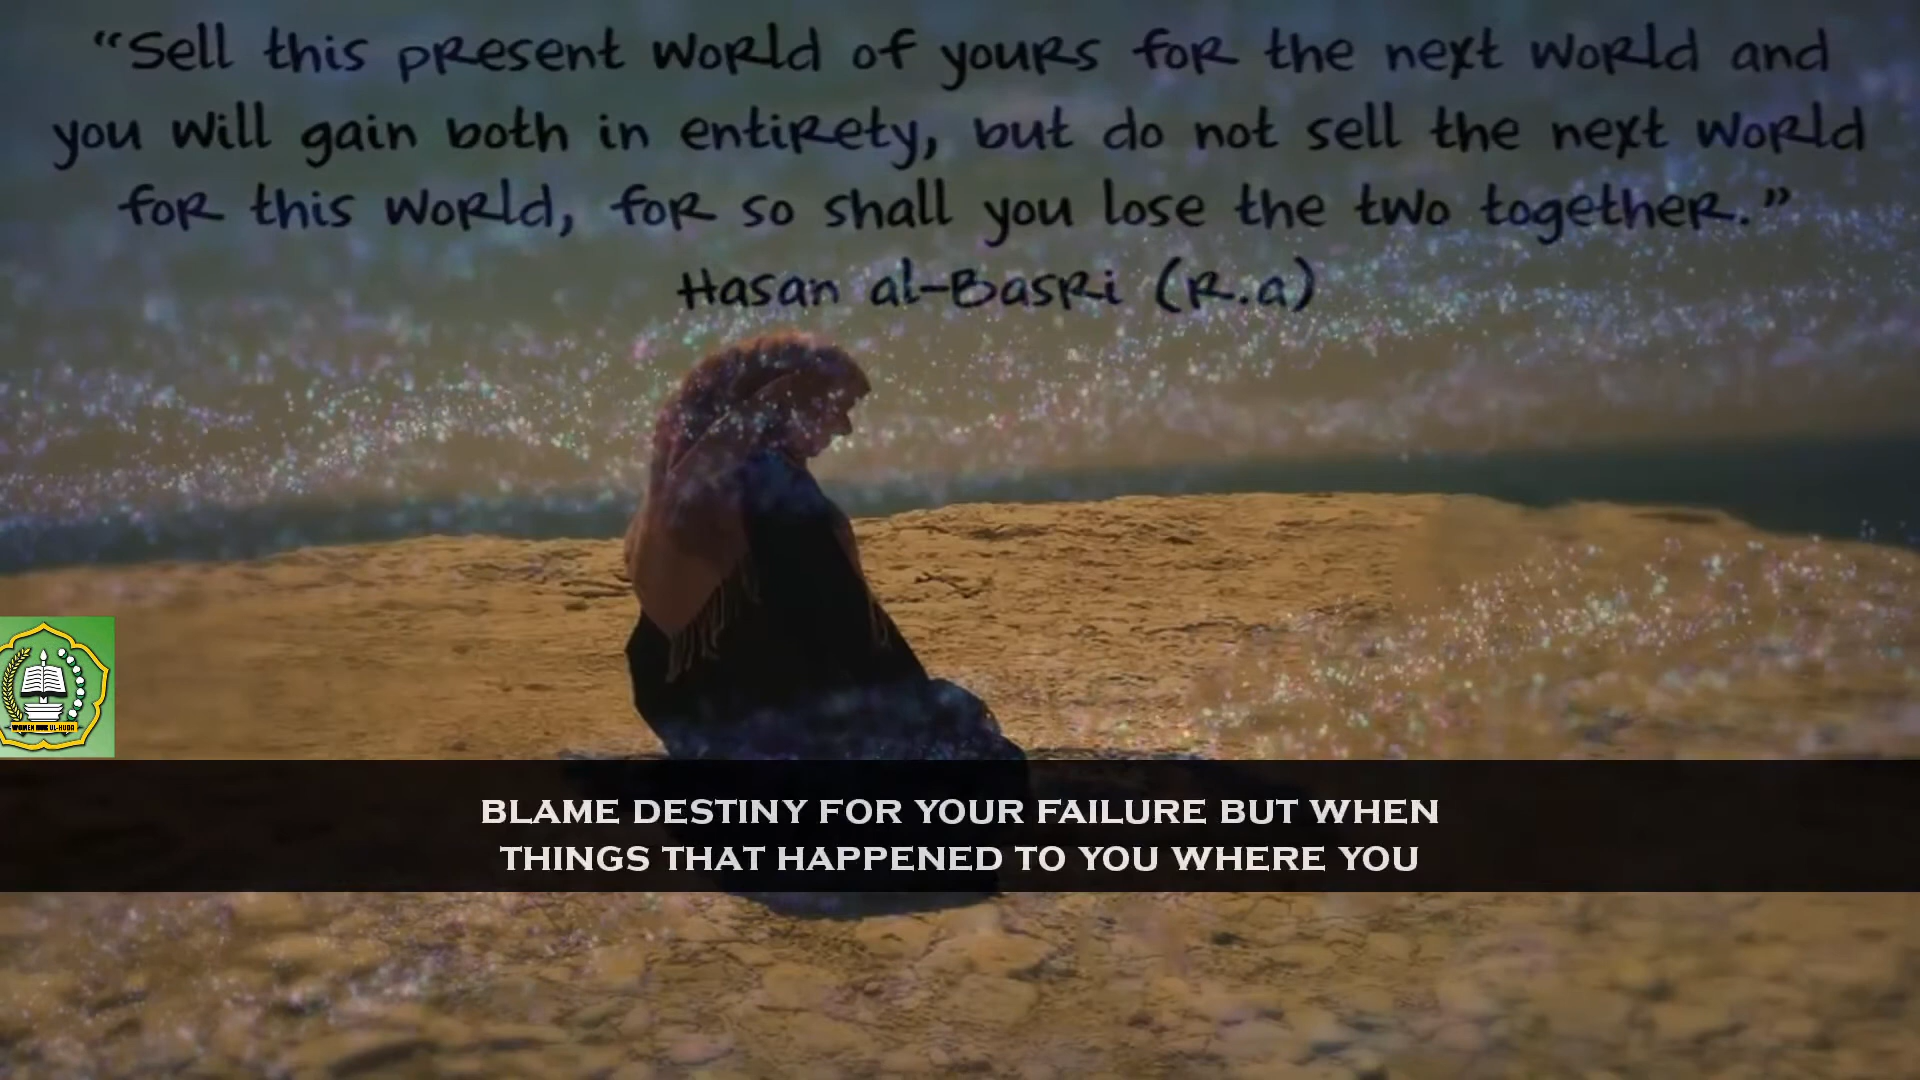 “Sell this present world of yours for the next world and
you will gain both in entirety, but do not sell the next world
for this world, for so shall you lose the two together.”
Hasan al-Basri (R.a)
BLAME DESTINY FOR YOUR FAILURE BUT WHEN
THINGS THAT HAPPENED TO YOU WHERE YOU